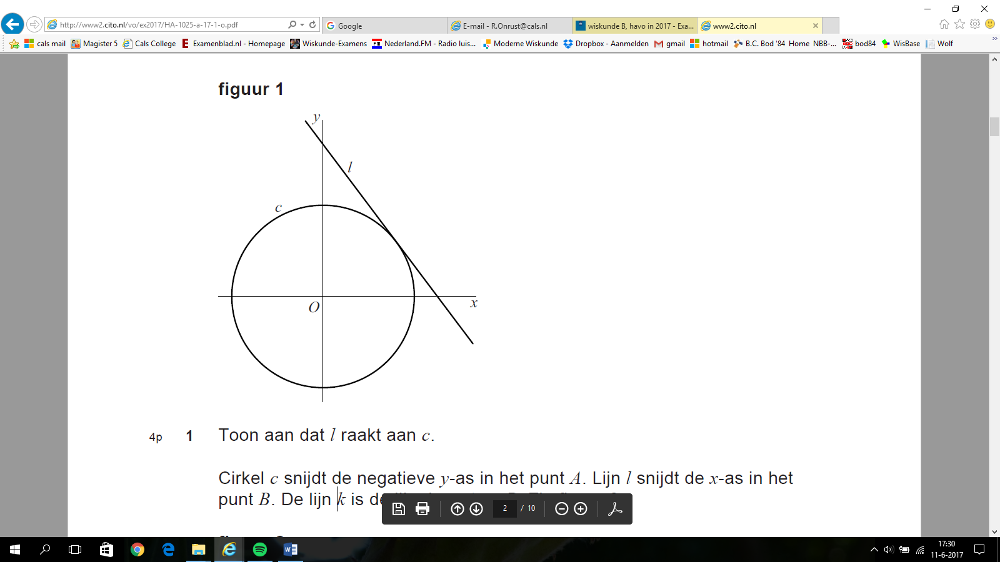 http://www2.cito.nl/vo/ex2017/HA-1025-a-17-1-o.pdf
Google
E-mail - R.Onrust@cals.nl
wiskunde B, havo in 2017 - Exa...
www2.cito.nl
cals mail
Magister 5
Cals College
Examenblad.nl - Homepage
Wiskunde-Examens
Nederland.FM - Radio luis...
Moderne Wiskunde
Dropbox - Aanmelden
gmail
hotmail
B.C. Bod '84 Home NBB-...
bod84
WisBase
Wolf
figuur 1
y
l
c
O
x
4p 1 Toon aan dat l raakt aan c.
Cirkel c snijdt de negatieve y-as in het punt A. Lijn l snijdt de x-as in het
punt B. De lijn k is de
2 / 10
17:30
11-6-2017